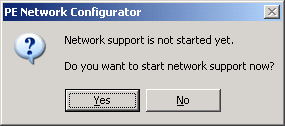 PE Network Configurator
Network support is not started yet.
Do you want to start network support now?
Yes
No